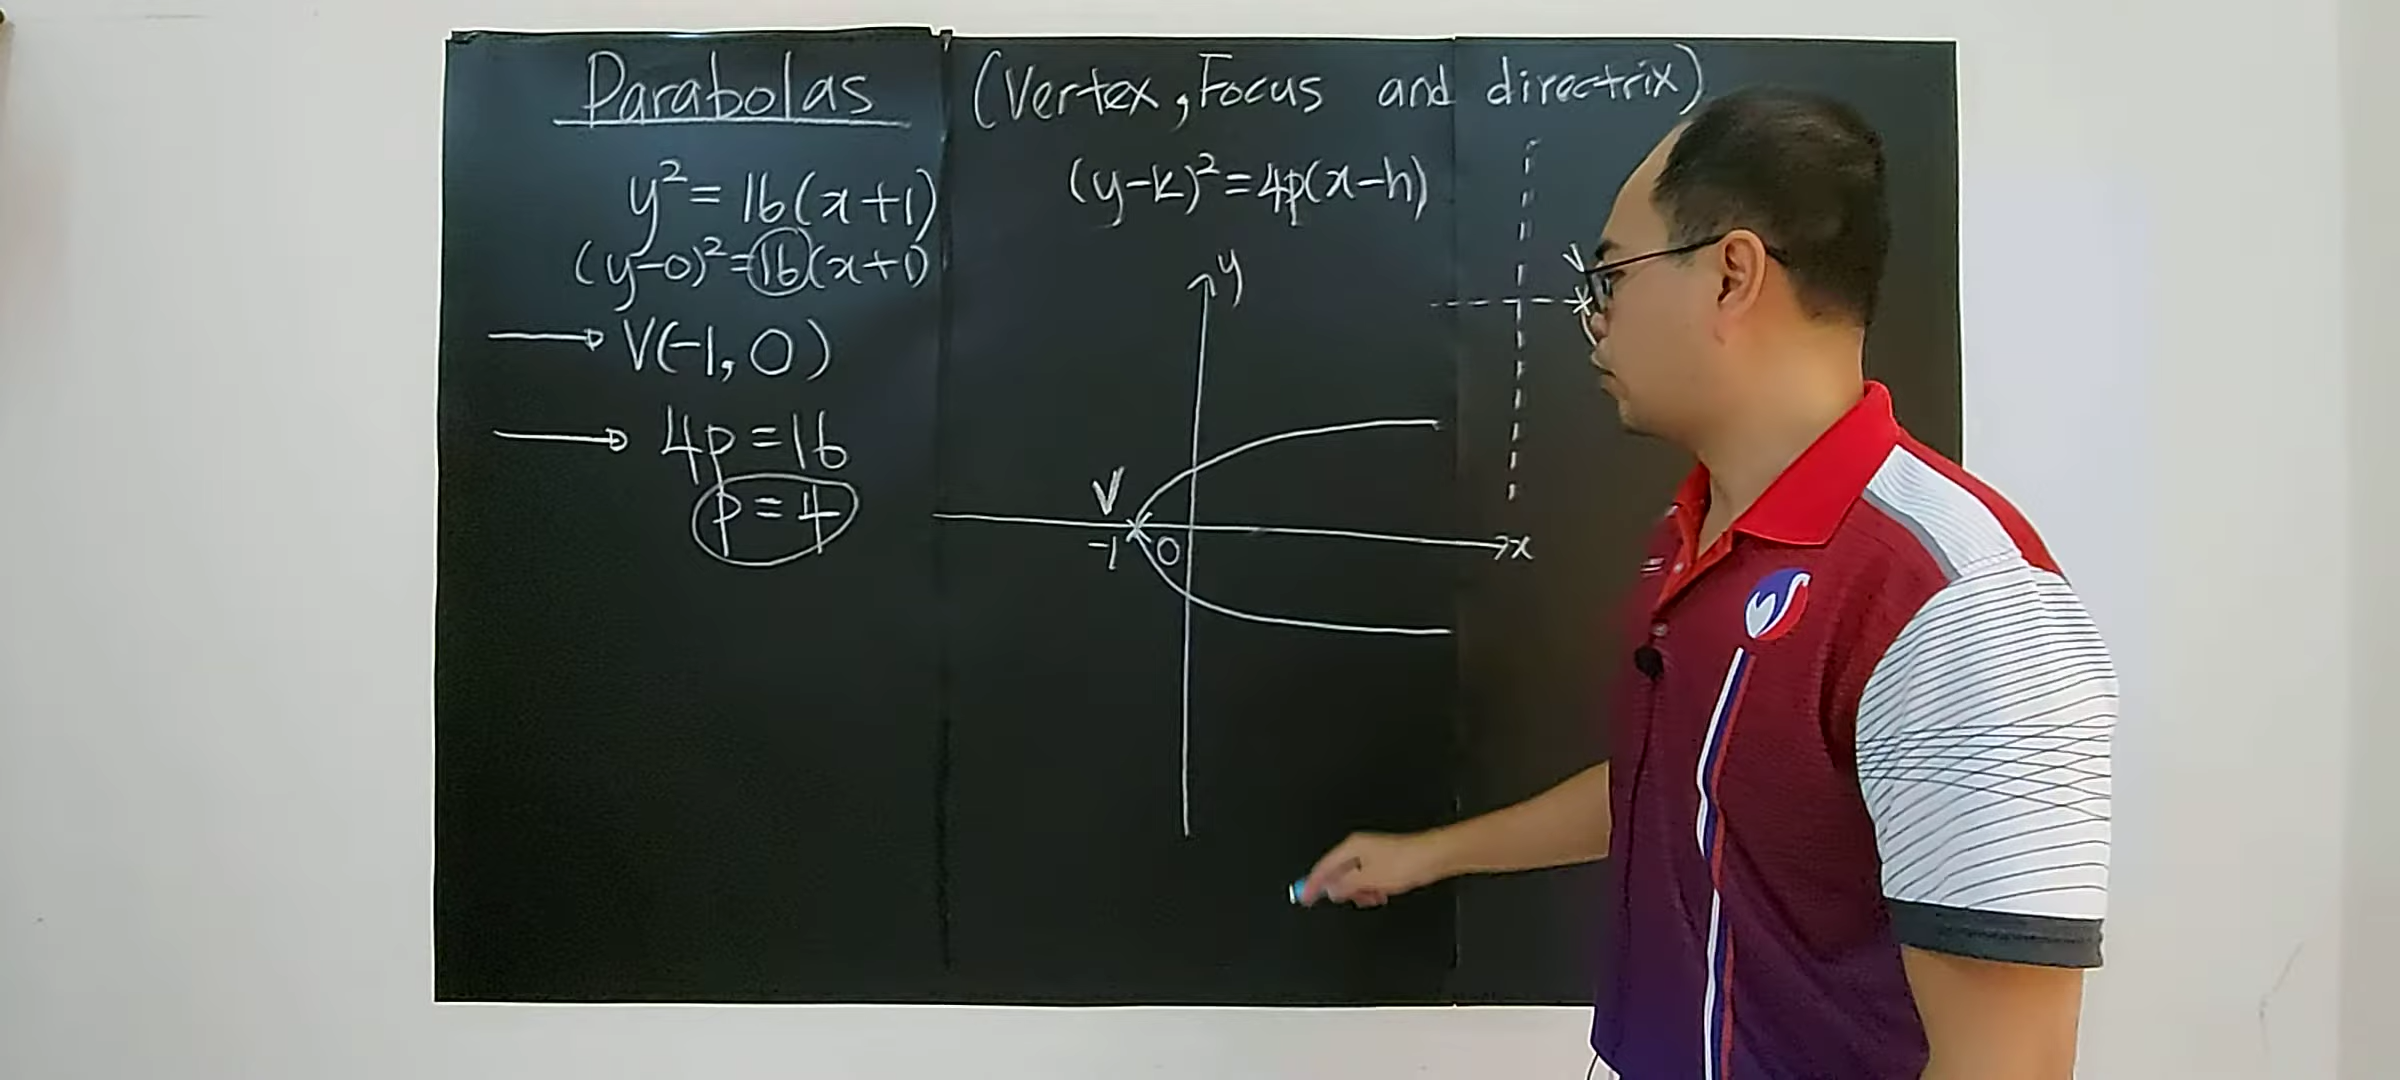 Parabolas (Vertex, Focus and directrix)
y² = 16(x+1)
(y-0)² = 16(x+1)
V(-1, 0)
4p = 16
p = 4
(y-k)² = 4p(x-h)
y
V
-1 0
x
V